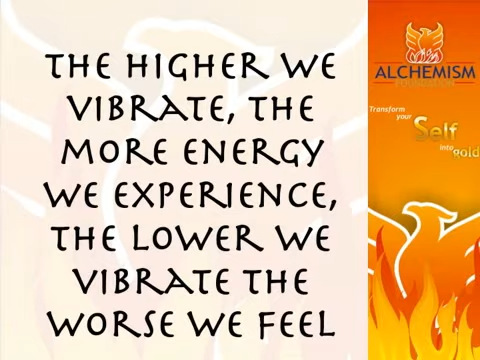 THE HIGHER WE
VIBRATE, THE
MORE ENERGY
WE EXPERIENCE,
THE LOWER WE
VIBRATE THE
WORSE WE FEEL
ALCHEMISM
FOUNDATION
Transform
your
Self
into
gold